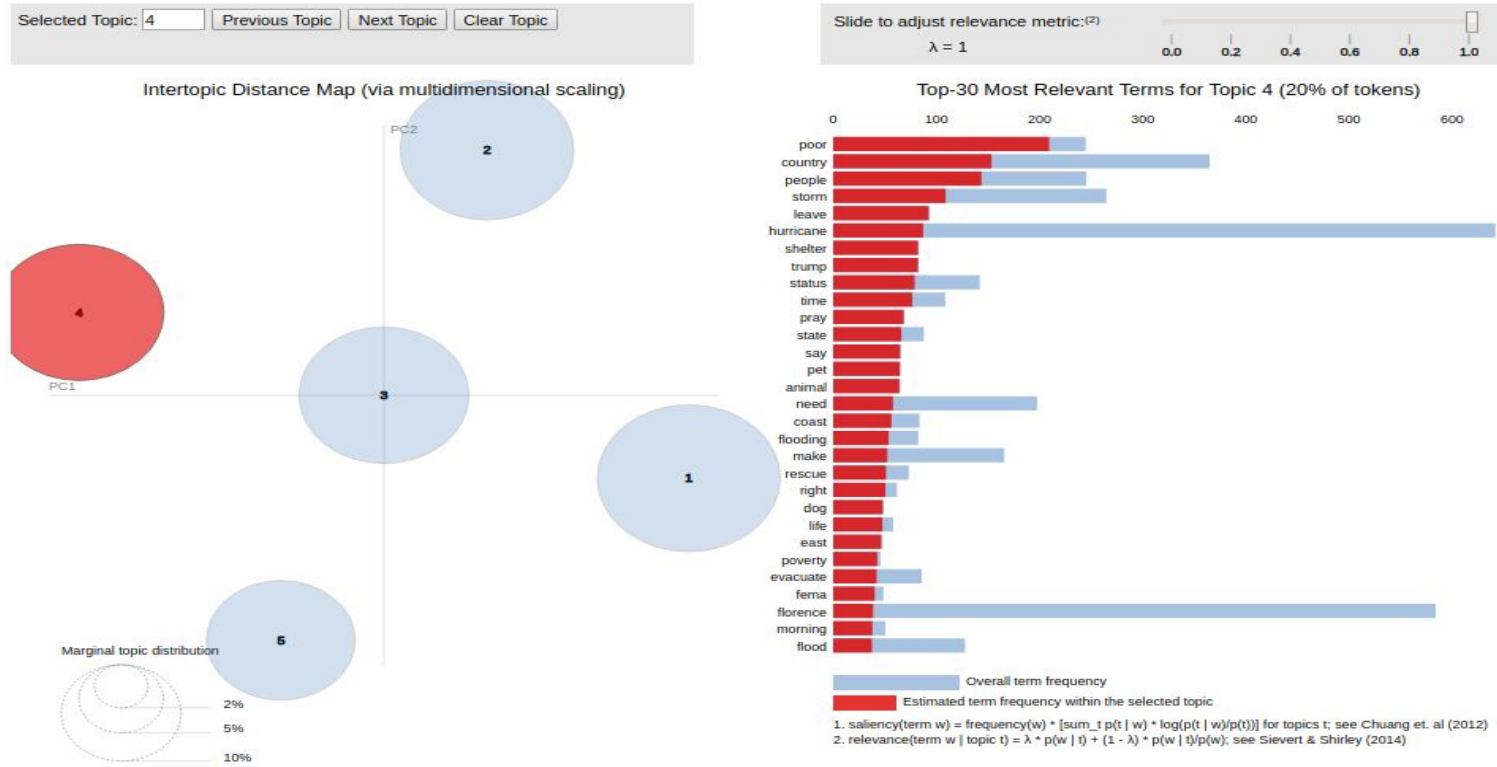 Selected Topic: 4 Previous Topic Next Topic Clear Topic
Slide to adjust relevance metric:(2)
λ = 1
0.0 0.2 0.4 0.6 0.8 1.0
Intertopic Distance Map (via multidimensional scaling)
PC2
2
4
PC1
3
1
5
Marginal topic distribution
2%
5%
10%
Top-30 Most Relevant Terms for Topic 4 (20% of tokens)
0 100 200 300 400 500 600
poor
country
people
storm
leave
hurricane
shelter
trump
status
time
pray
state
say
pet
animal
need
coast
flooding
make
rescue
right
dog
life
east
poverty
evacuate
fema
florence
morning
flood
Overall term frequency
Estimated term frequency within the selected topic
1. saliency(term w) = frequency(w) * [sum_t p(t | w) * log(p(t | w)/p(t))] for topics t; see Chuang et. al (2012)
2. relevance(term w | topic t) = λ * p(w | t) + (1 - λ) * p(w | t)/p(w); see Sievert & Shirley (2014)